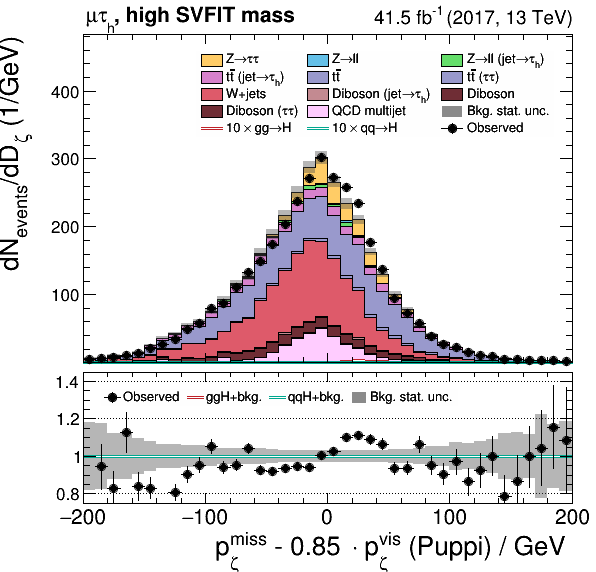 μτh, high SVFIT mass 41.5 fb⁻¹ (2017, 13 TeV)
Z→ττ Z→ll Z→ll (jet→τh)
tt̄ (jet→τh) tt̄ tt̄ (ττ)
W+jets Diboson (jet→τh) Diboson
Diboson (ττ) QCD multijet Bkg. stat. unc.
10 × gg→H 10 × qq→H Observed
dNevents/dDζ (1/GeV)
400
300
200
100
Observed ggH+bkg. qqH+bkg. Bkg. stat. unc.
1.4
1.2
1
0.8
−200 −100 0 100 200
pζmiss - 0.85 · pζvis (Puppi) / GeV